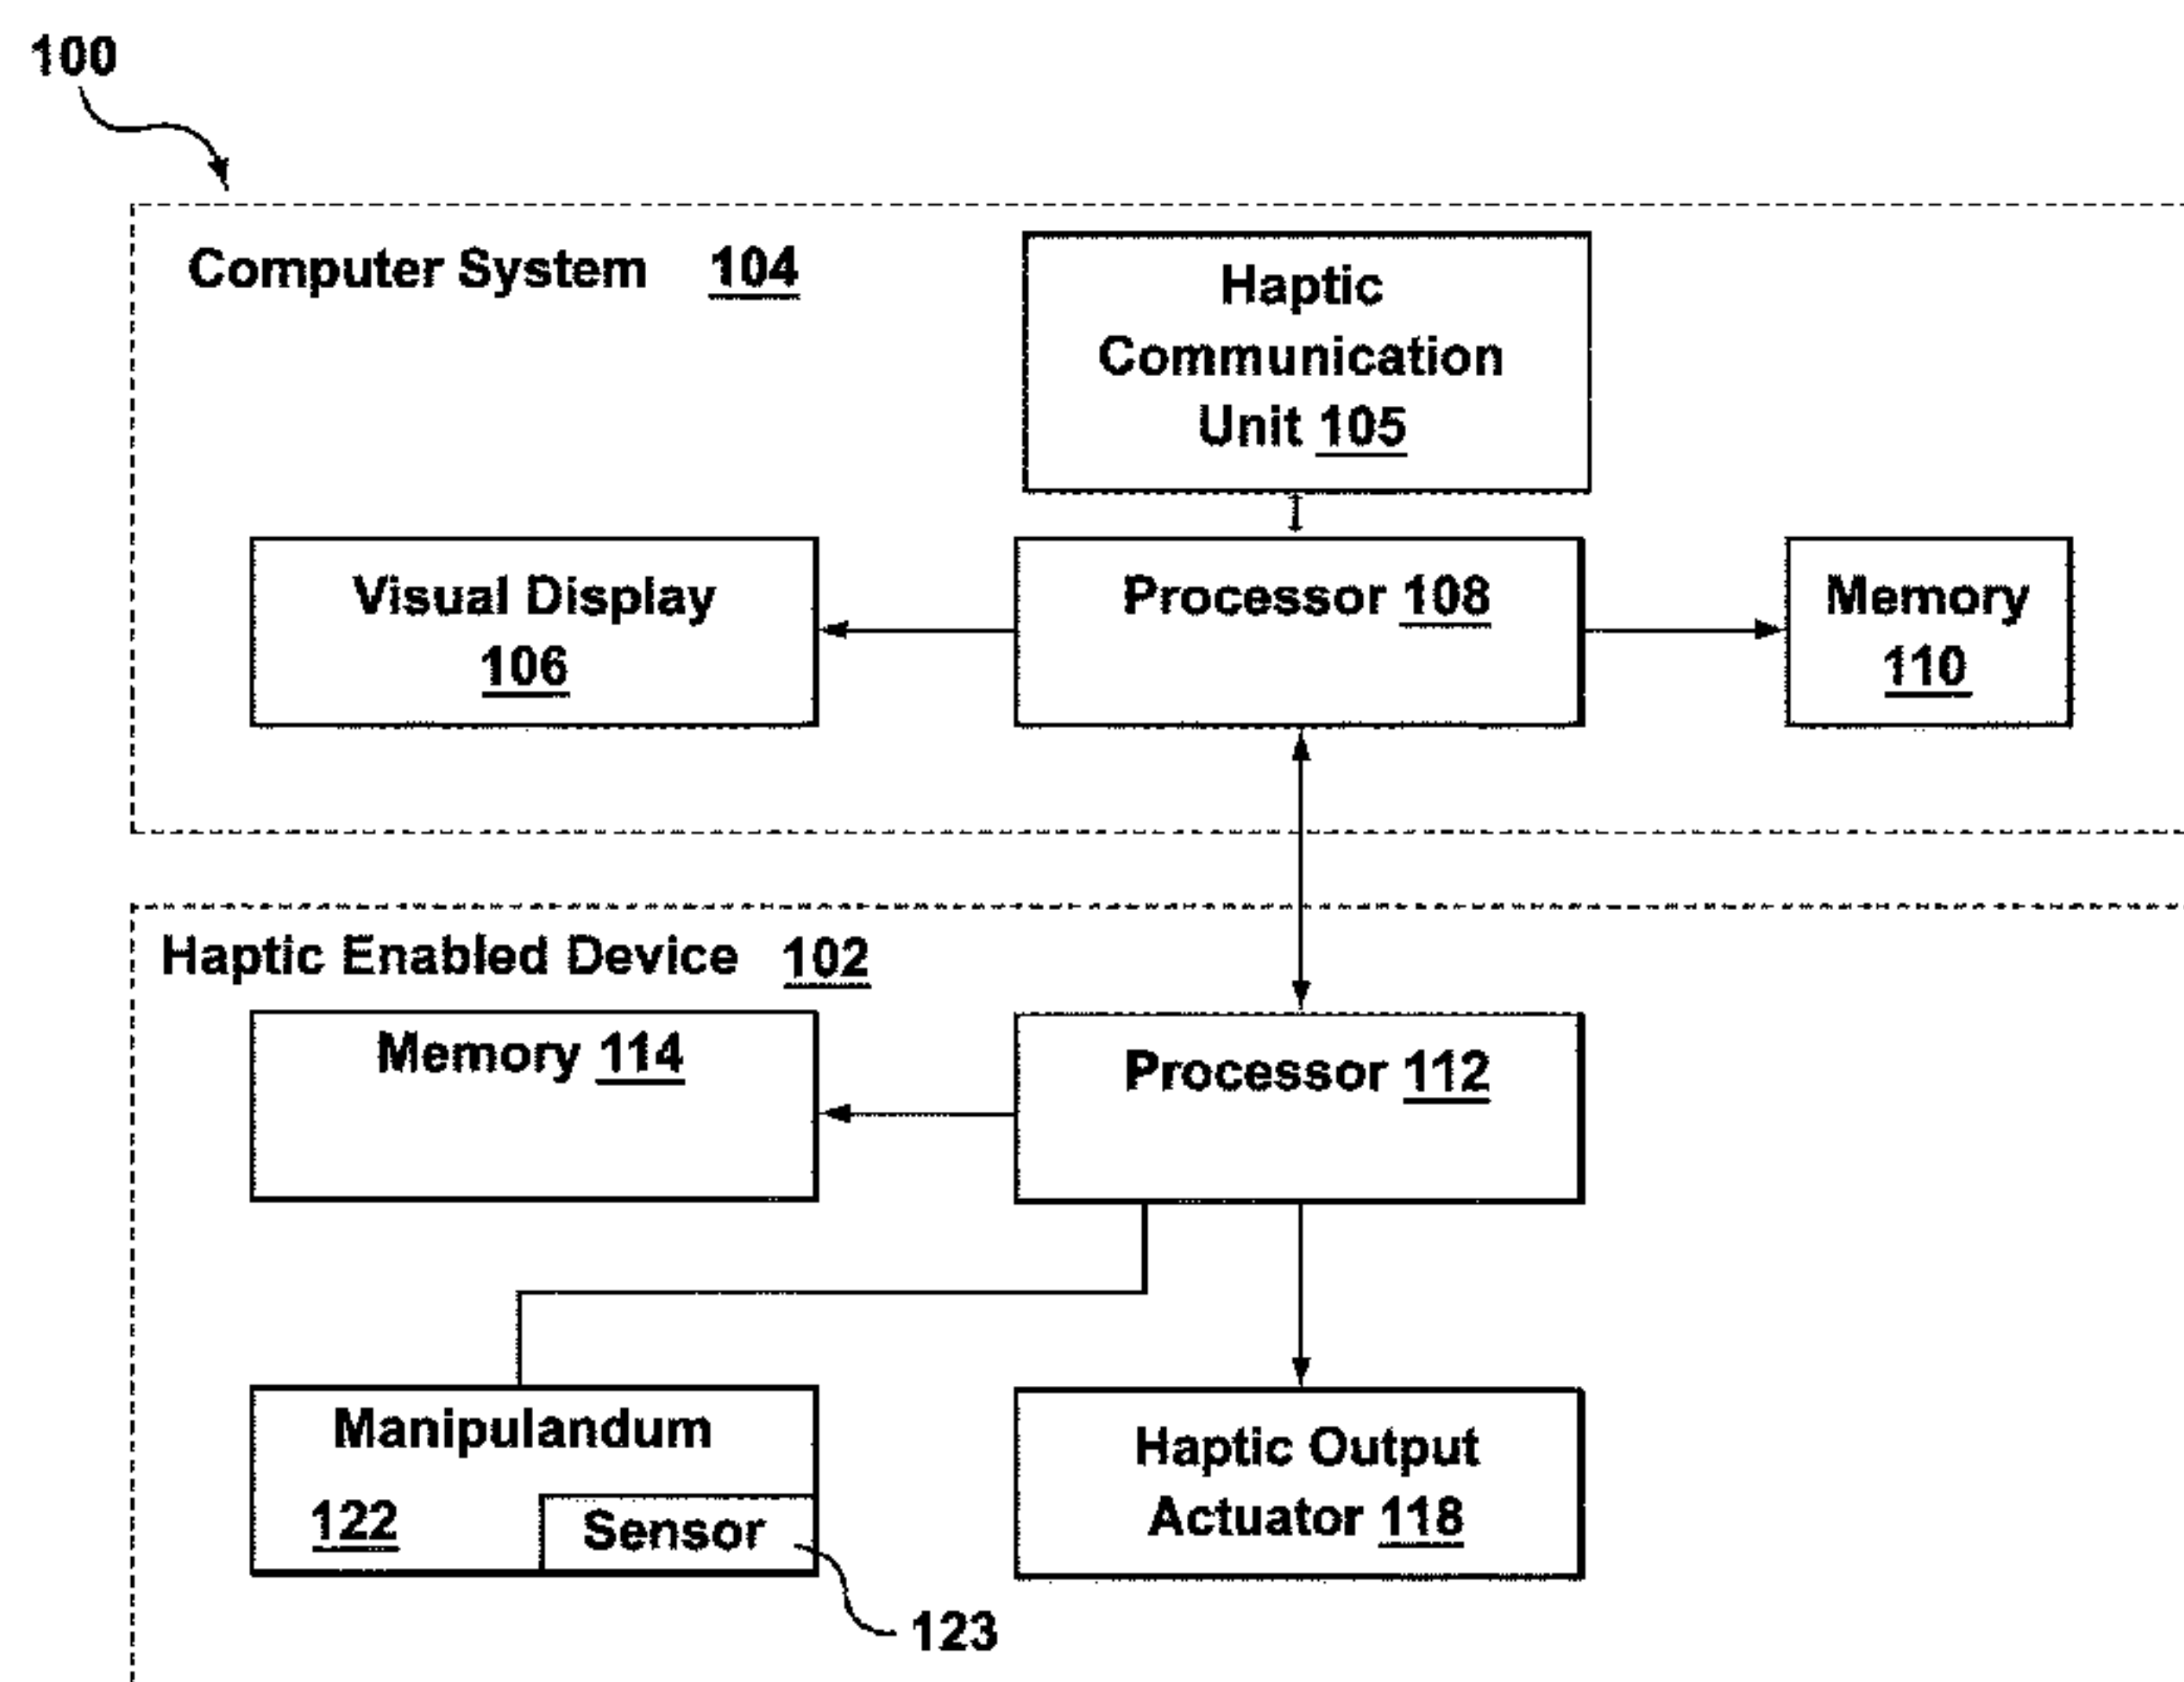 100
Computer System 104
Haptic
Communication
Unit 105
Visual Display
106
Processor 108
Memory
110
Haptic Enabled Device 102
Memory 114
Processor 112
Manipulandum
122
Sensor
Haptic Output
Actuator 118
123